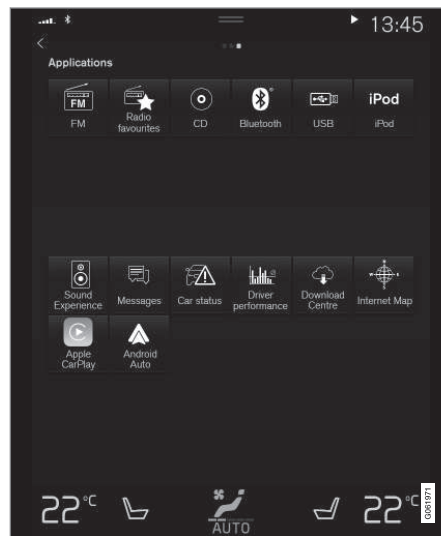 13:45
Applications
FM
FM
Radio
favourites
CD
Bluetooth
USB
iPod
iPod
Sound
Experience
Messages
Car status
Driver
performance
Download
Centre
Internet Map
Apple
CarPlay
Android
Auto
22°C
AUTO
22°C
G061971